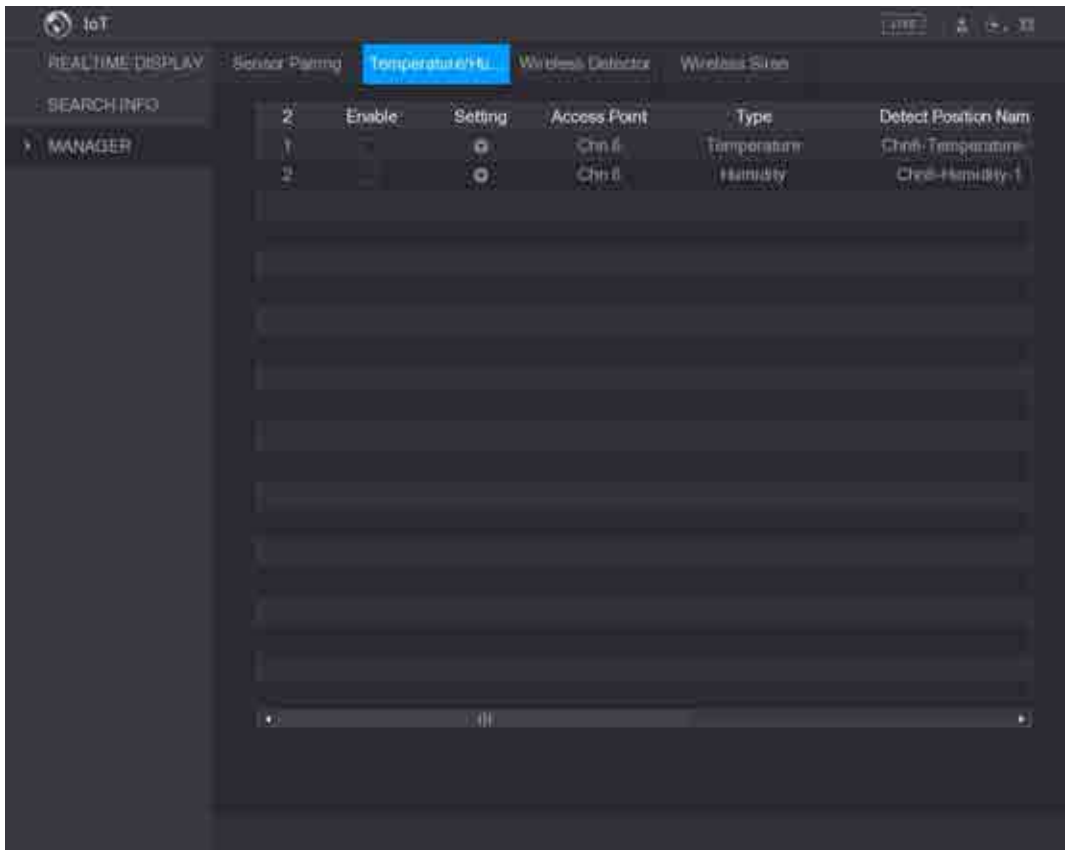 IoT
LIVE
REALTIME DISPLAY
SEARCH INFO
MANAGER
Sensor Pairing Temperature/Hu... Wireless Detector Wireless Siren
2 Enable Setting Access Point Type Detect Position Nam
1 Chn 6 Temperature Chn6-Temperature-
2 Chn 6 Humidity Chn6-Humidity-1